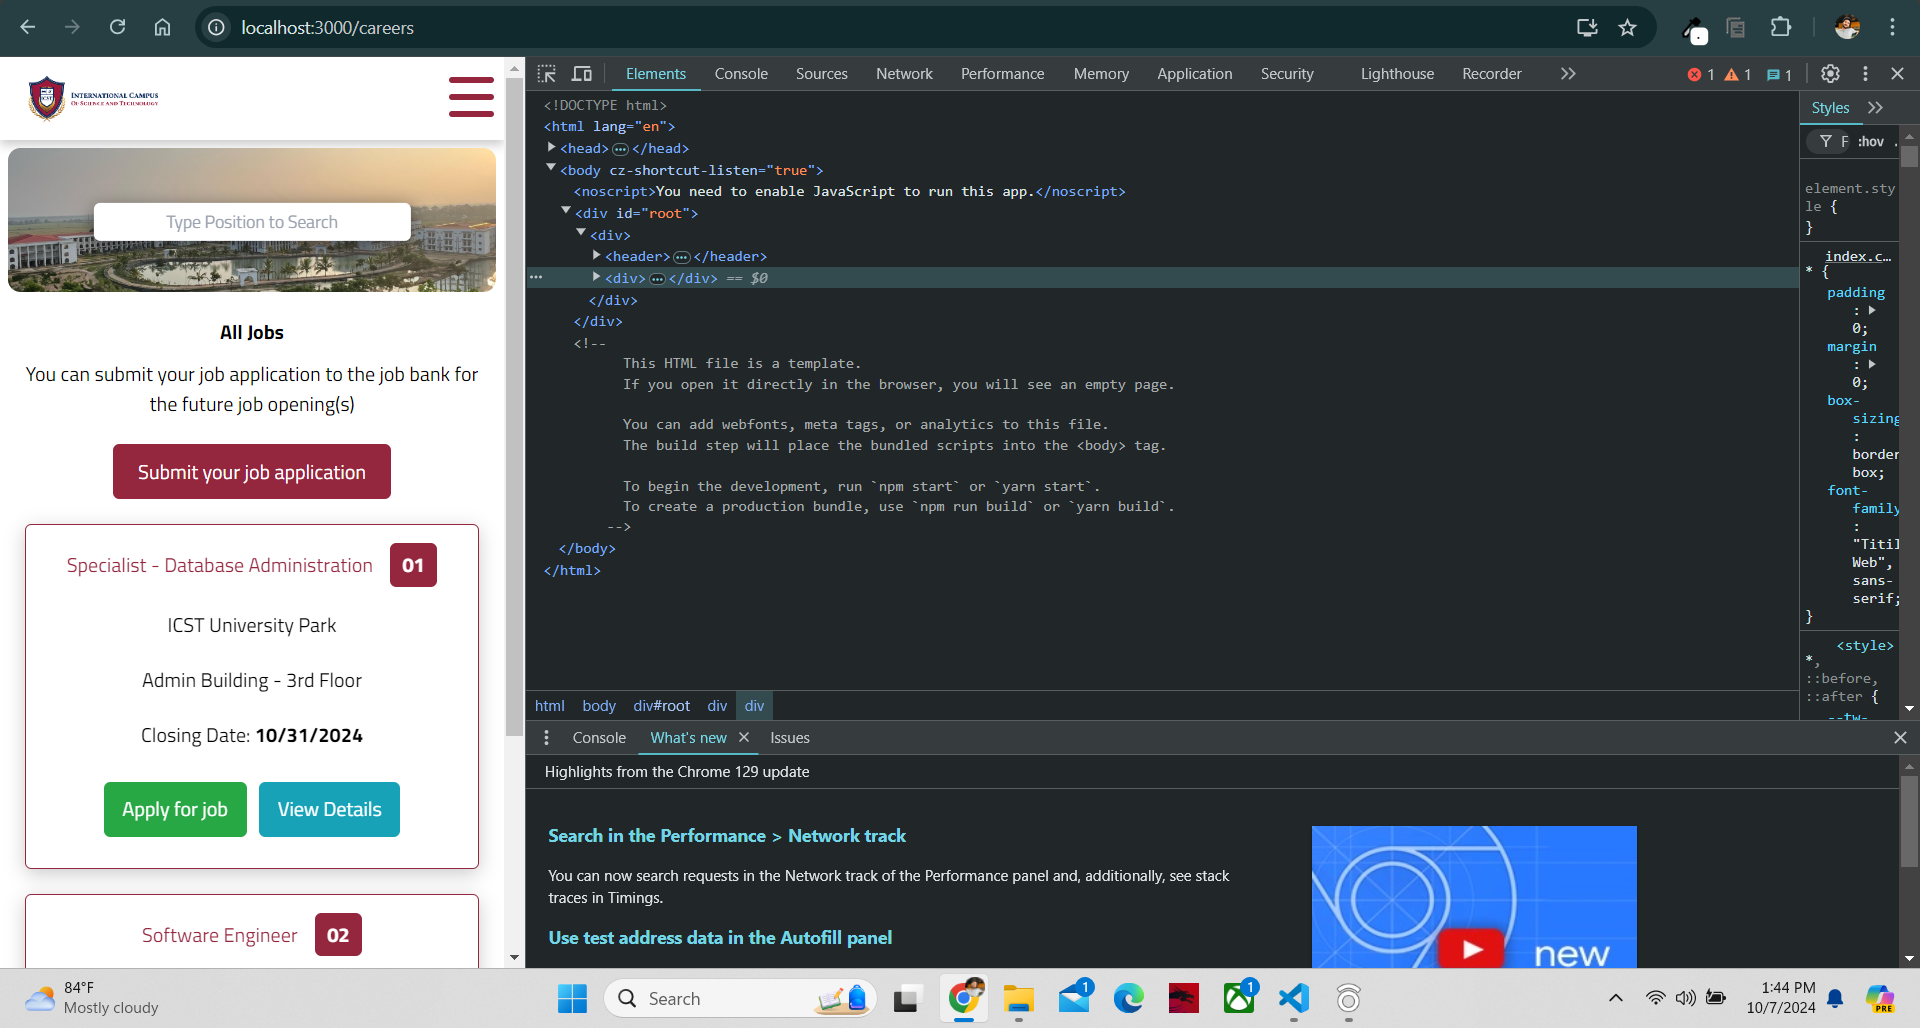 localhost:3000/careers
INTERNATIONAL CAMPUS
OF SCIENCE AND TECHNOLOGY
ICST
Type Position to Search
All Jobs
You can submit your job application to the job bank for
the future job opening(s)
Submit your job application
Specialist - Database Administration 01
ICST University Park
Admin Building - 3rd Floor
Closing Date: 10/31/2024
Apply for job View Details
Software Engineer 02
Elements Console Sources Network Performance Memory Application Security Lighthouse Recorder 1 1 1
<!DOCTYPE html>
<html lang="en">
<head> </head>
<body cz-shortcut-listen="true">
<noscript>You need to enable JavaScript to run this app.</noscript>
<div id="root">
<div>
<header> </header>
<div> </div> == $0
</div>
</div>
<!--
This HTML file is a template.
If you open it directly in the browser, you will see an empty page.
You can add webfonts, meta tags, or analytics to this file.
The build step will place the bundled scripts into the <body> tag.
To begin the development, run `npm start` or `yarn start`.
To create a production bundle, use `npm run build` or `yarn build`.
-->
</body>
</html>
html body div#root div div
Styles
F :hov .
element.sty
le {
}
index.c…
* {
padding
:
0;
margin
:
0;
box-
sizing
:
border
box;
font-
family
:
"Titil
Web",
sans-
serif;
}
<style>
*,
::before,
::after {
--tw-
Console What's new Issues
Highlights from the Chrome 129 update
Search in the Performance > Network track
You can now search requests in the Network track of the Performance panel and, additionally, see stack
traces in Timings.
Use test address data in the Autofill panel
new
84°F
Mostly cloudy
Search
1
1
1:44 PM
10/7/2024
PRE